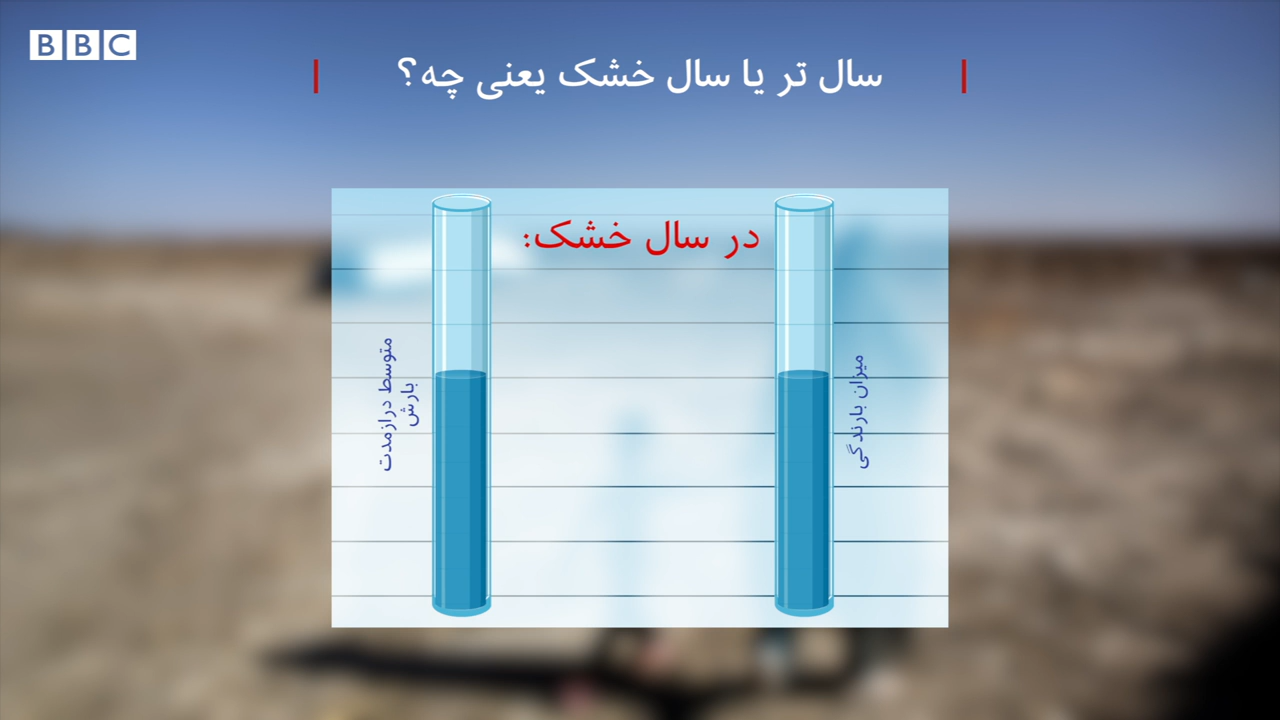 BBC
سال تر یا سال خشک یعنی چه؟
در سال خشک:
میزان بارندگی
متوسط درازمدت
بارش